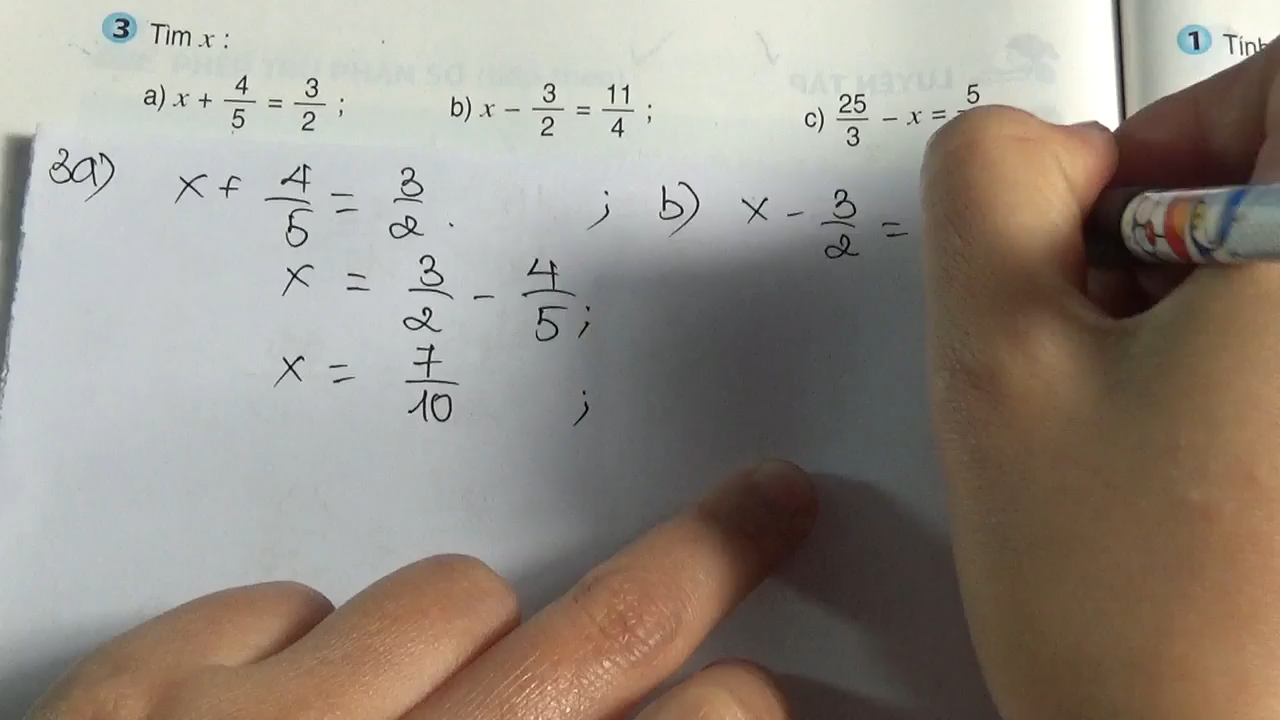 3 Tìm x :
a) x + 4/5 = 3/2 ; b) x - 3/2 = 11/4 ; c) 25/3 - x = 5
1
3a) x + 4/5 = 3/2 . ; b) x - 3/2 =
x = 3/2 - 4/5 ;
x = 7/10 ;